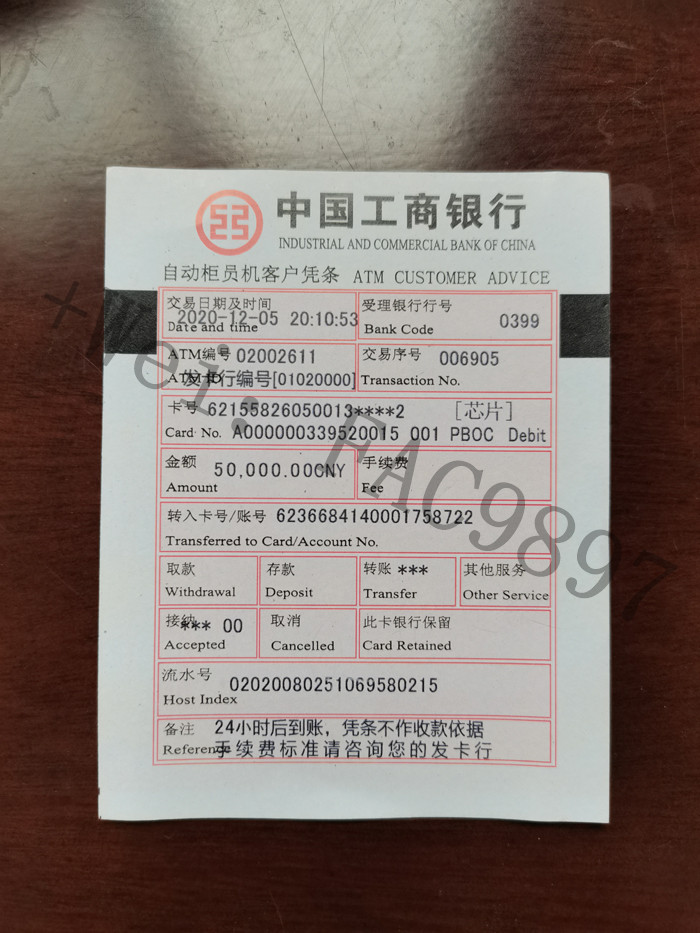 中国工商银行
INDUSTRIAL AND COMMERCIAL BANK OF CHINA
自动柜员机客户凭条 ATM CUSTOMER ADVICE
交易日期及时间
2020-12-05 20:10:53
Date and time
受理银行行号
Bank Code
0399
ATM编号 02002611
ATM ID
发卡行编号[01020000]
交易序号 006905
Transaction No.
卡号 62155826050013****2 [芯片]
Card No. A000000339520015 001 PBOC Debit
金额 50,000.00CNY
Amount
手续费
Fee
转入卡号/账号 6236684140001758722
Transferred to Card/Account No.
取款
Withdrawal
存款
Deposit
转账 ***
Transfer
其他服务
Other Service
接纳
*** 00
Accepted
取消
Cancelled
此卡银行保留
Card Retained
流水号
02020080251069580215
Host Index
备注 24小时后到账，凭条不作收款依据
Reference 手续费标准请咨询您的发卡行
+wei: FAC9897